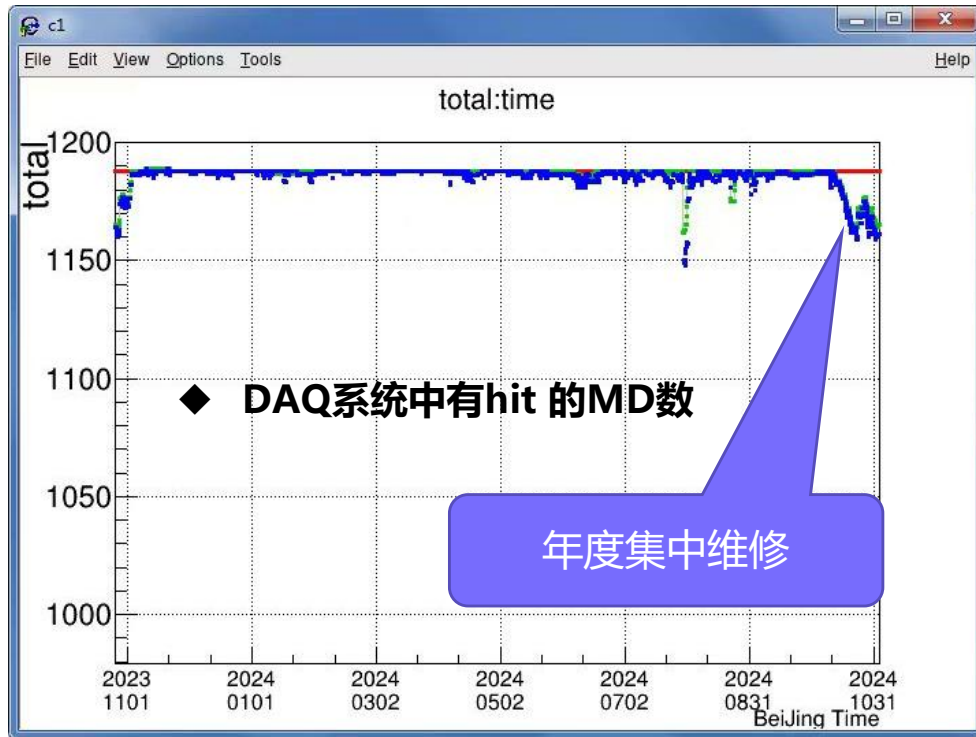 c1
File Edit View Options Tools Help
total:time
total
1200
1150
1100
1050
1000
◆ DAQ系统中有hit 的MD数
年度集中维修
2023 2024 2024 2024 2024 2024 2024
1101 0101 0302 0502 0702 0831 1031
BeiJing Time